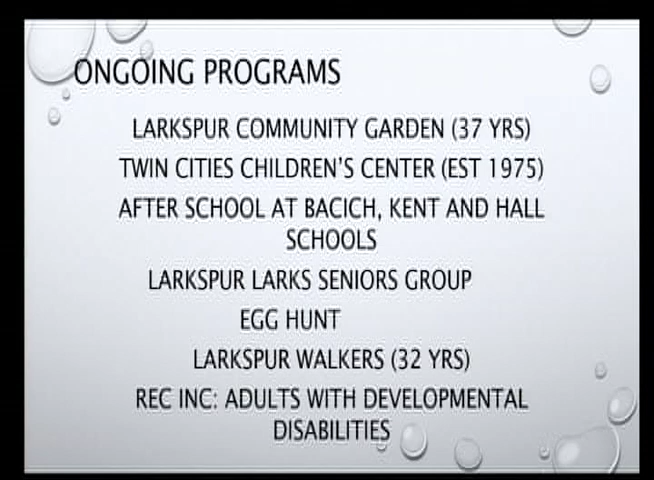 ONGOING PROGRAMS
LARKSPUR COMMUNITY GARDEN (37 YRS)
TWIN CITIES CHILDREN'S CENTER (EST 1975)
AFTER SCHOOL AT BACICH, KENT AND HALL
SCHOOLS
LARKSPUR LARKS SENIORS GROUP
EGG HUNT
LARKSPUR WALKERS (32 YRS)
REC INC: ADULTS WITH DEVELOPMENTAL
DISABILITIES